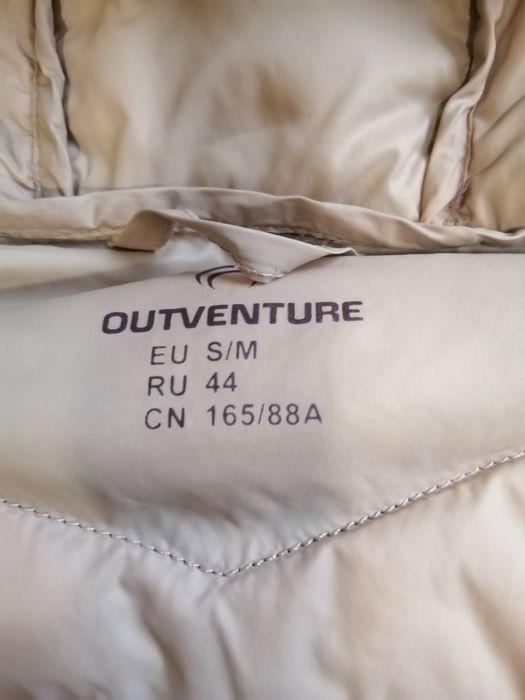 OUTVENTURE
EU S/M
RU 44
CN 165/88A